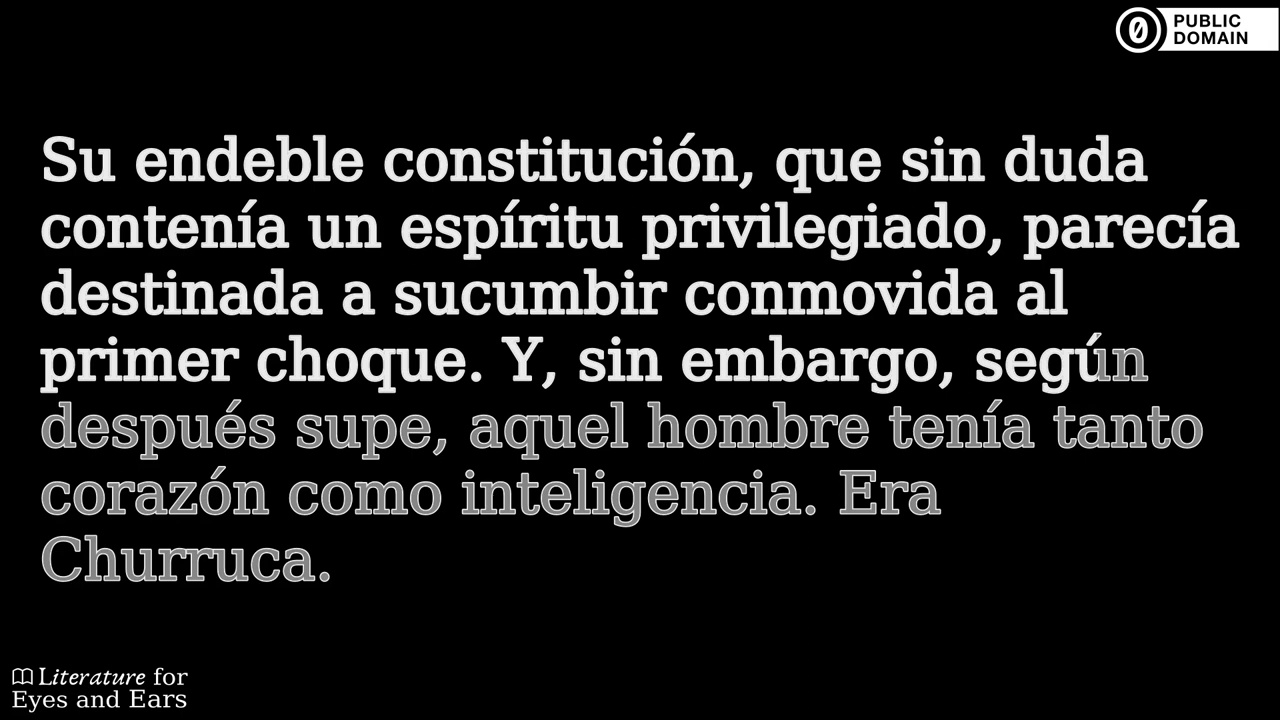 PUBLIC
DOMAIN
Su endeble constitución, que sin duda
contenía un espíritu privilegiado, parecía
destinada a sucumbir conmovida al
primer choque. Y, sin embargo, según
después supe, aquel hombre tenía tanto
corazón como inteligencia. Era
Churruca.
Literature for
Eyes and Ears